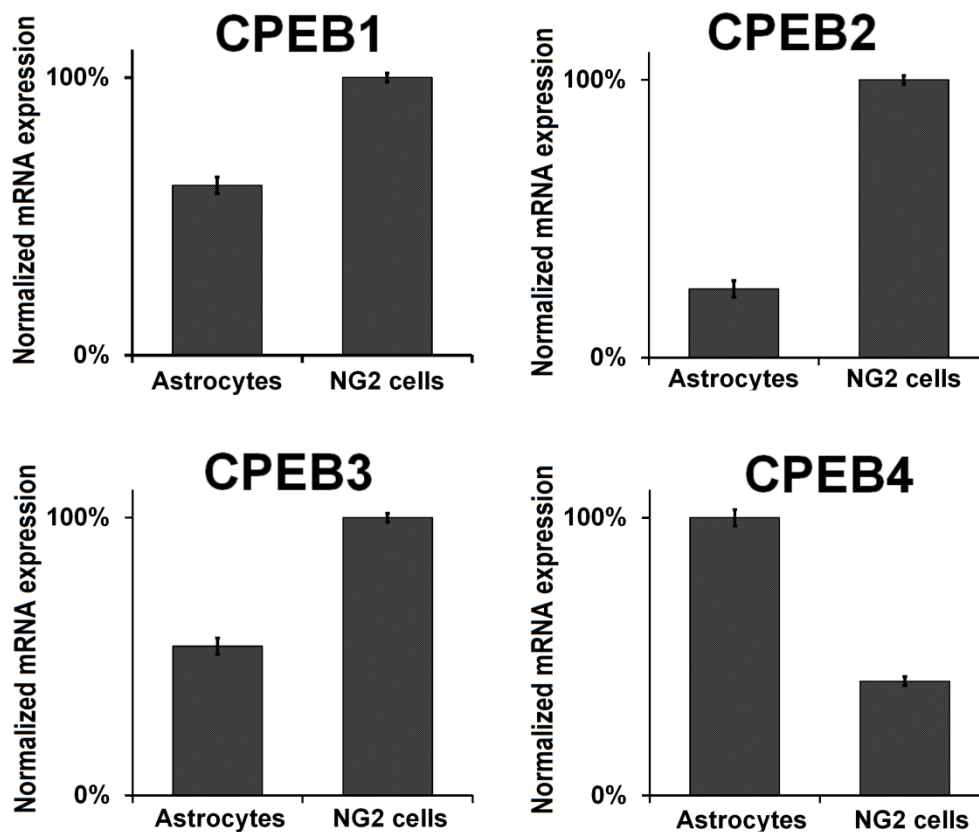 CPEB1
Normalized mRNA expression
100%
0%
Astrocytes
NG2 cells
CPEB2
Normalized mRNA expression
100%
0%
Astrocytes
NG2 cells
CPEB3
Normalized mRNA expression
100%
0%
Astrocytes
NG2 cells
CPEB4
Normalized mRNA expression
100%
0%
Astrocytes
NG2 cells